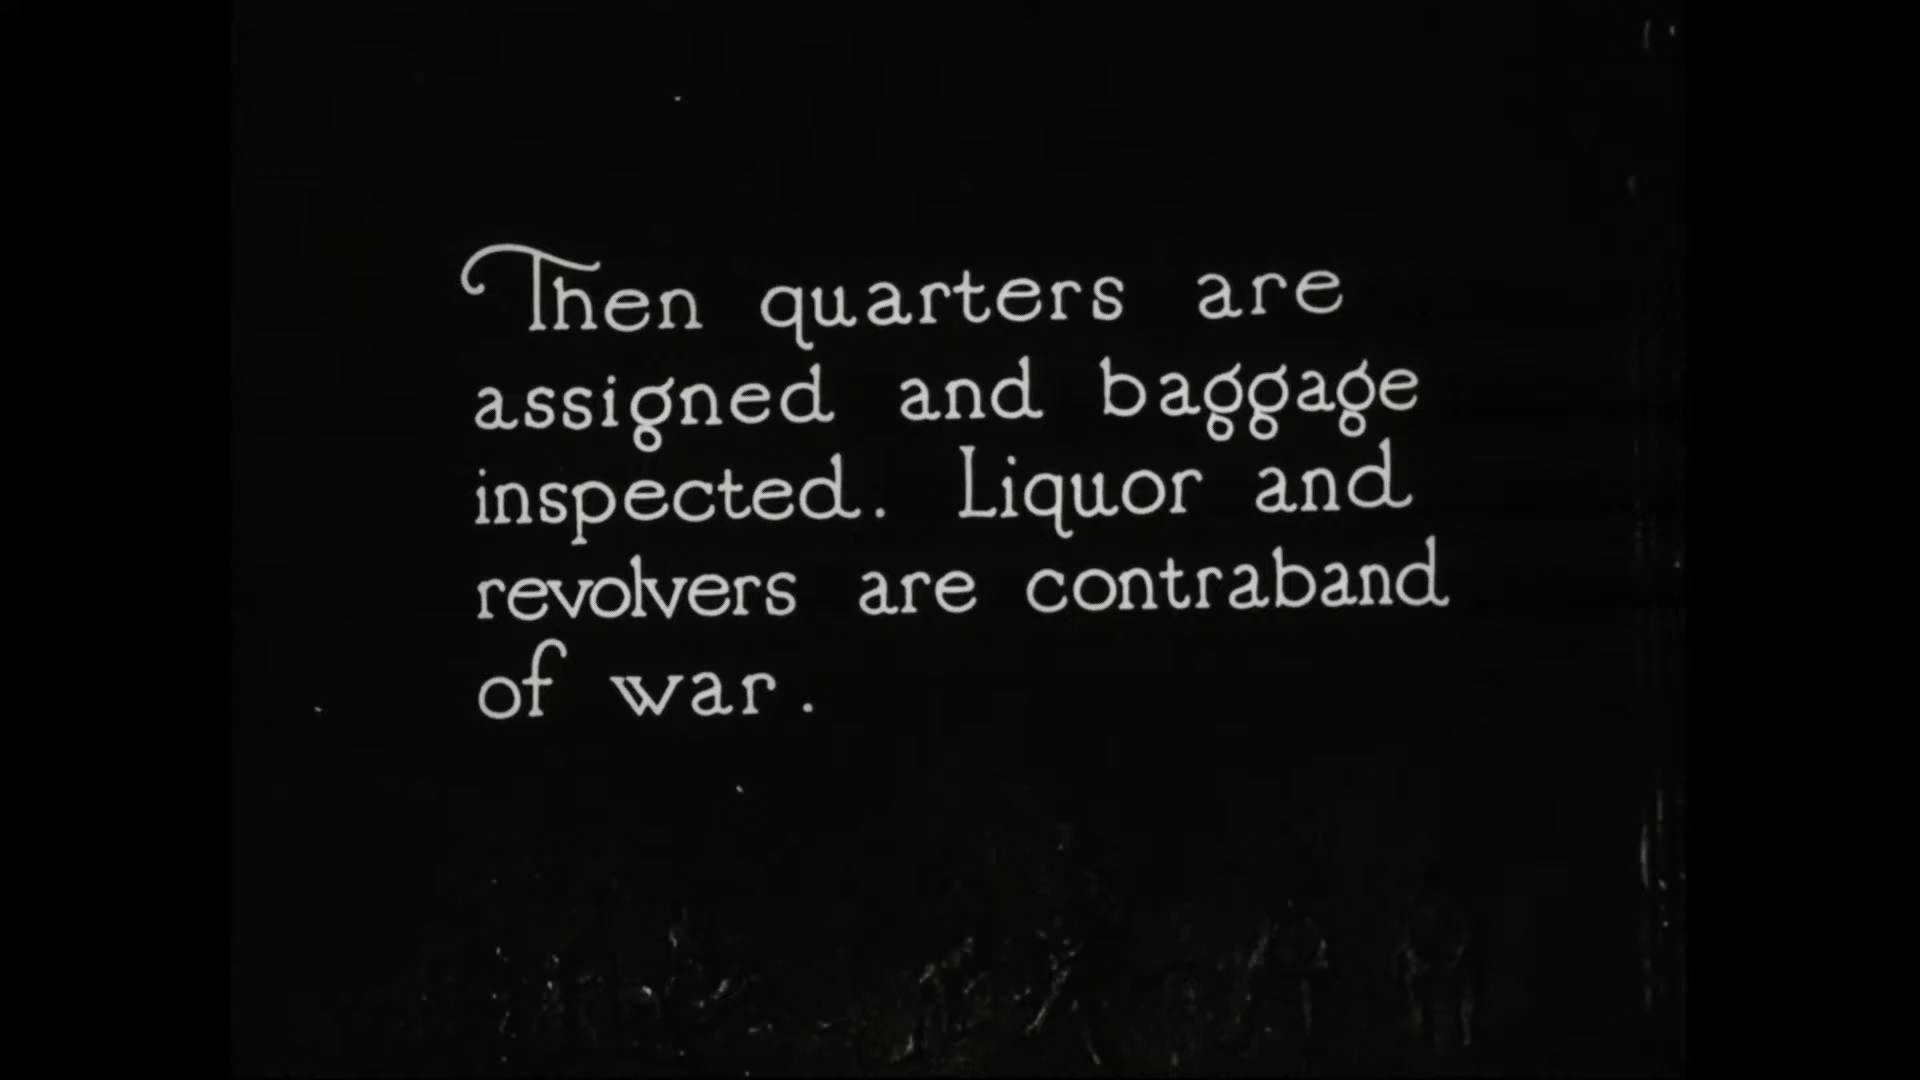 Then quarters are
assigned and baggage
inspected. Liquor and
revolvers are contraband
of war.